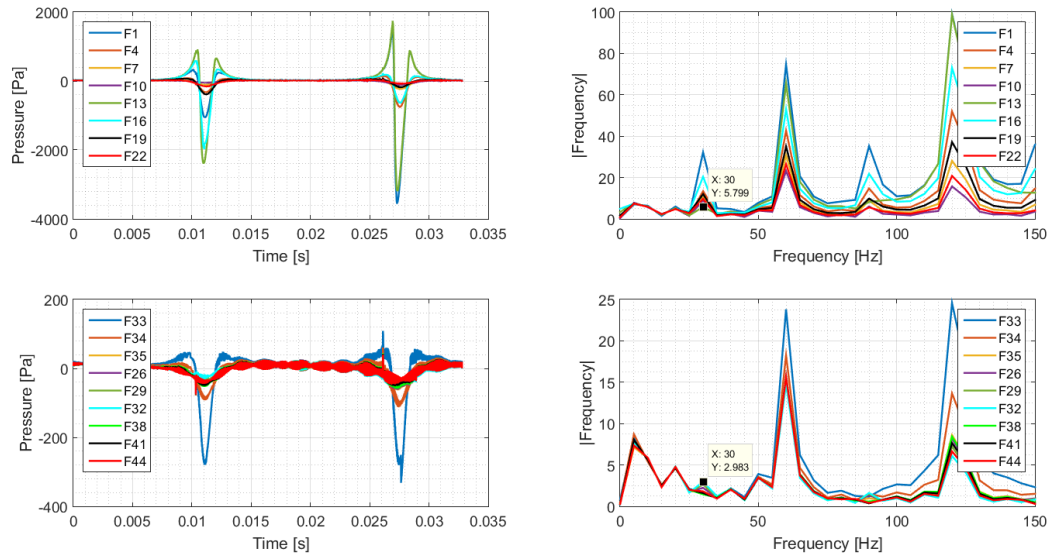 2000
0
-2000
-4000
Pressure [Pa]
0 0.005 0.01 0.015 0.02 0.025 0.03 0.035
Time [s]
F1
F4
F7
F10
F13
F16
F19
F22
100
80
60
40
20
0
|Frequency|
0 50 100 150
Frequency [Hz]
X: 30
Y: 5.799
F1
F4
F7
F10
F13
F16
F19
F22
200
0
-200
-400
Pressure [Pa]
0 0.005 0.01 0.015 0.02 0.025 0.03 0.035
Time [s]
F33
F34
F35
F26
F29
F32
F38
F41
F44
25
20
15
10
5
0
|Frequency|
0 50 100 150
Frequency [Hz]
X: 30
Y: 2.983
F33
F34
F35
F26
F29
F32
F38
F41
F44